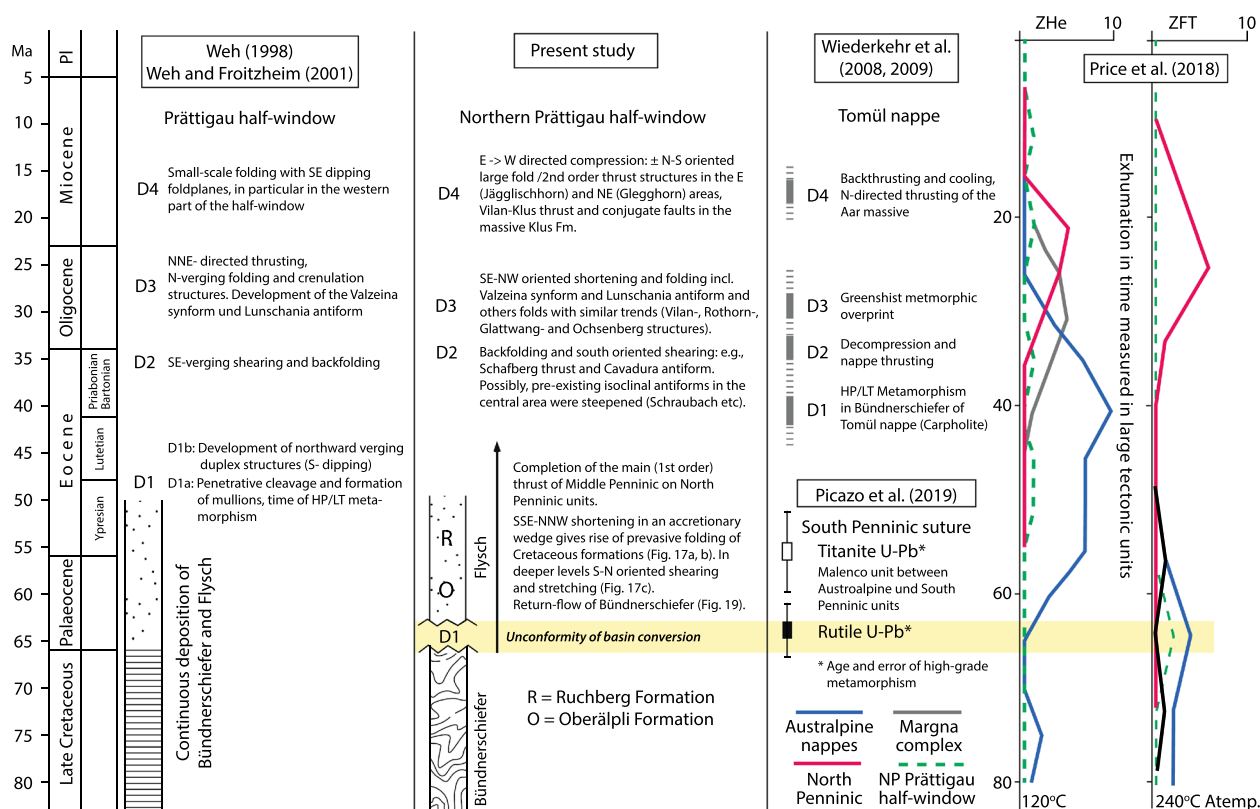 Ma
5
10
15
20
25
30
35
40
45
50
55
60
65
70
75
80
Pl
Miocene
Oligocene
Eocene
Palaeocene
Late Cretaceous
Priabonian
Bartonian
Lutetian
Ypresian
Weh (1998)
Weh and Froitzheim (2001)
Prättigau half-window
D4
Small-scale folding with SE dipping
foldplanes, in particular in the western
part of the half-window
D3
NNE- directed thrusting,
N-verging folding and crenulation
structures. Development of the Valzeina
synform und Lunschania antiform
D2
SE-verging shearing and backfolding
D1
D1b: Development of northward verging
duplex structures (S- dipping)
D1a: Penetrative cleavage and formation
of mullions, time of HP/LT meta-
morphism
Continuous deposition of
Bündnerschiefer and Flysch
Present study
Northern Prättigau half-window
D4
E -> W directed compression: ± N-S oriented
large fold /2nd order thrust structures in the E
(Jägglischhorn) and NE (Glegghorn) areas,
Vilan-Klus thrust and conjugate faults in the
massive Klus Fm.
D3
SE-NW oriented shortening and folding incl.
Valzeina synform and Lunschania antiform and
others folds with similar trends (Vilan-, Rothorn-,
Glattwang- and Ochsenberg structures).
D2
Backfolding and south oriented shearing: e.g.,
Schafberg thrust and Cavadura antiform.
Possibly, pre-existing isoclinal antiforms in the
central area were steepened (Schraubach etc).
Completion of the main (1st order)
thrust of Middle Penninic on North
Penninic units.
SSE-NNW shortening in an accretionary
wedge gives rise of prevasive folding of
Cretaceous formations (Fig. 17a, b). In
deeper levels S-N oriented shearing
and stretching (Fig. 17c).
Return-flow of Bündnerschiefer (Fig. 19).
R
O
Flysch
D1
Unconformity of basin conversion
Bündnerschiefer
R = Ruchberg Formation
O = Oberälpli Formation
Wiederkehr et al.
(2008, 2009)
Tomül nappe
D4
Backthrusting and cooling,
N-directed thrusting of the
Aar massive
D3
Greenshist metmorphic
overprint
D2
Decompression and
nappe thrusting
D1
HP/LT Metamorphism
in Bündnerschiefer of
Tomül nappe (Carpholite)
Picazo et al. (2019)
South Penninic suture
Titanite U-Pb*
Malenco unit between
Austroalpine und South
Penninic units
Rutile U-Pb*
* Age and error of high-grade
metamorphism
Australpine
nappes
Margna
complex
North
Penninic
NP Prättigau
half-window
ZHe
10
ZFT
10
Price et al. (2018)
Exhumation in time measured in large tectonic units
20
40
60
80
120ºC
240ºC Atemp.